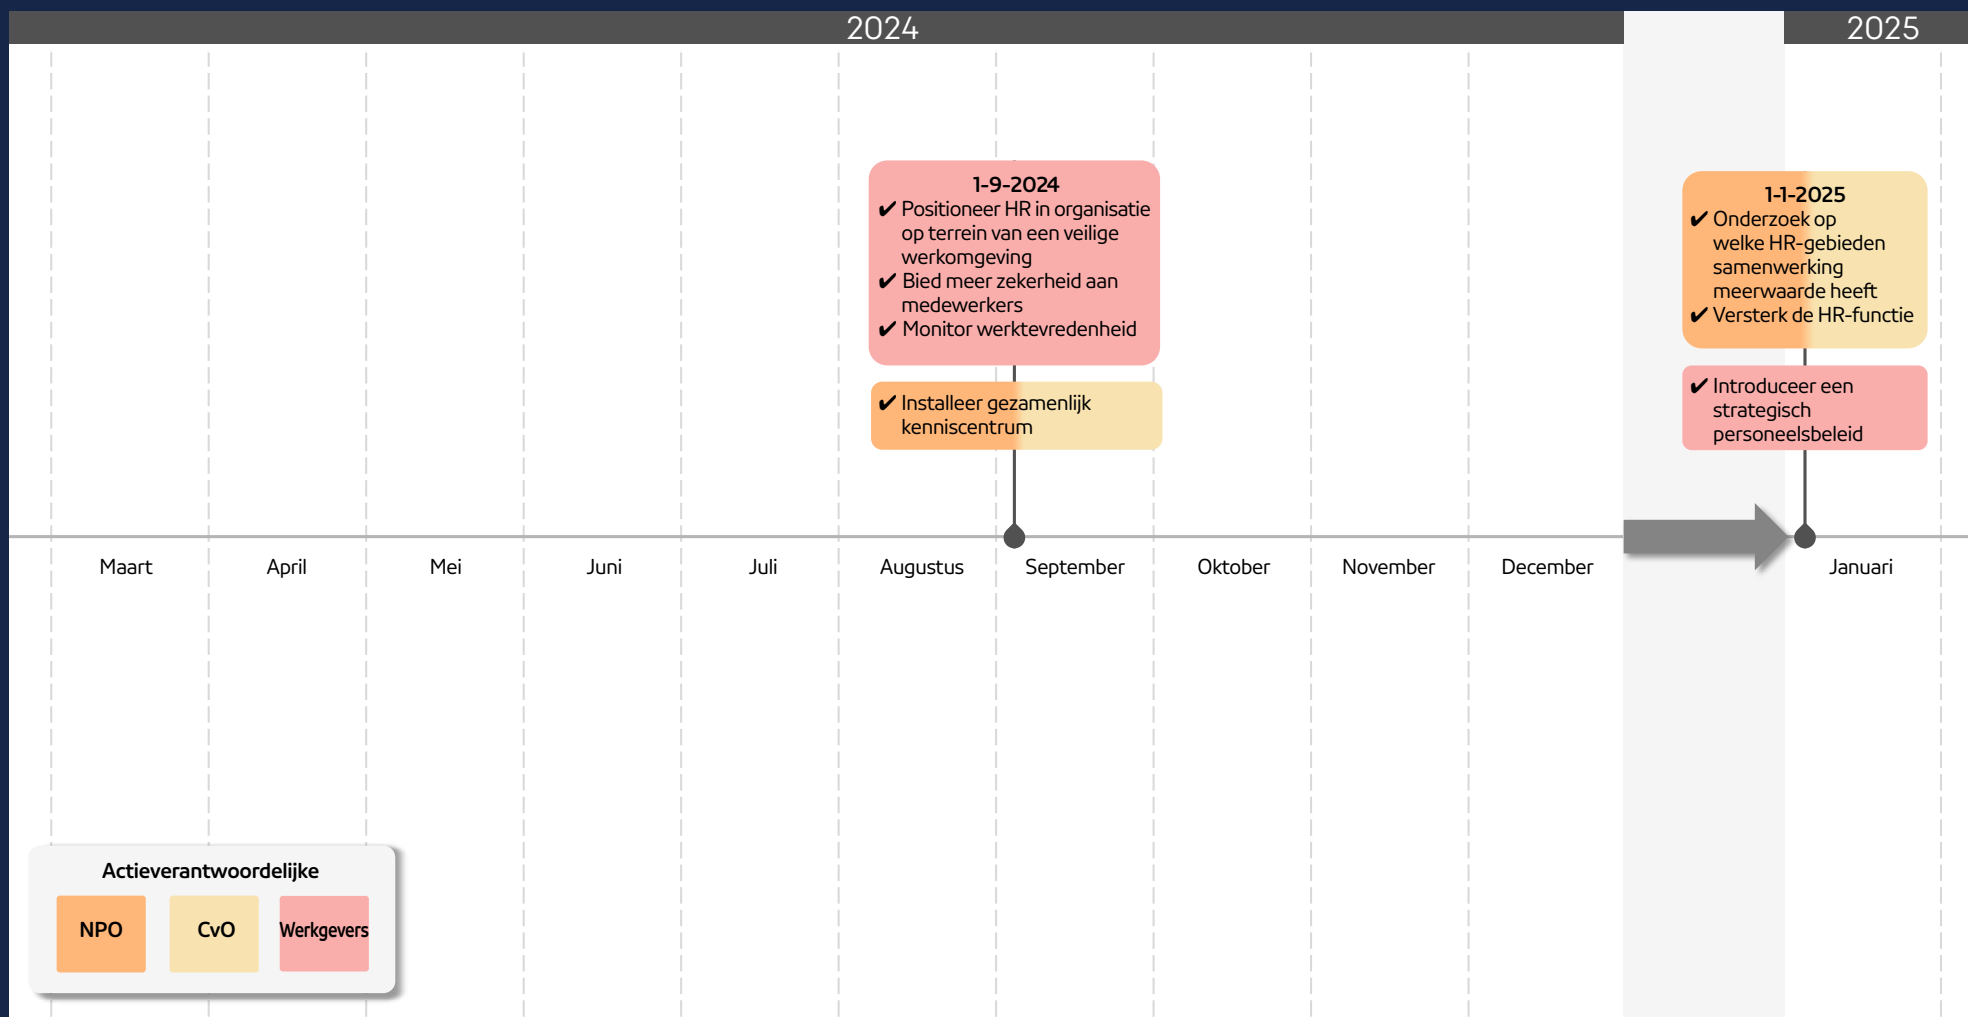 2024
2025
1-9-2024
✔ Positioneer HR in organisatie
op terrein van een veilige
werkomgeving
✔ Bied meer zekerheid aan
medewerkers
✔ Monitor werktevredenheid
✔ Installeer gezamenlijk
kenniscentrum
1-1-2025
✔ Onderzoek op
welke HR-gebieden
samenwerking
meerwaarde heeft
✔ Versterk de HR-functie
✔ Introduceer een
strategisch
personeelsbeleid
Maart
April
Mei
Juni
Juli
Augustus
September
Oktober
November
December
Januari
Actieverantwoordelijke
NPO
CvO
Werkgevers